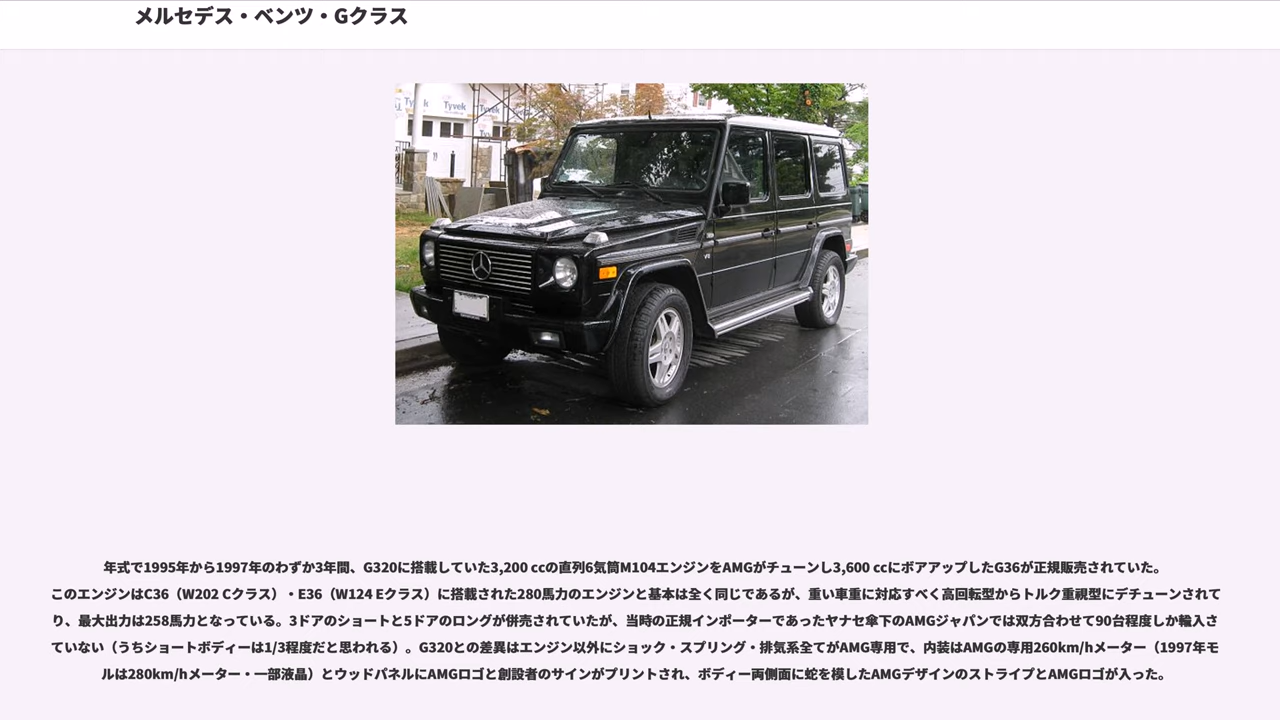 メルセデス・ベンツ・Gクラス
Tyvek
Tyvek
Tyvek
年式で1995年から1997年のわずか3年間、G320に搭載していた3,200 ccの直列6気筒M104エンジンをAMGがチューンし3,600 ccにボアアップしたG36が正規販売されていた。
このエンジンはC36（W202 Cクラス）・E36（W124 Eクラス）に搭載された280馬力のエンジンと基本は全く同じであるが、重い車重に対応すべく高回転型からトルク重視型にデチューンされて
り、最大出力は258馬力となっている。3ドアのショートと5ドアのロングが併売されていたが、当時の正規インポーターであったヤナセ傘下のAMGジャパンでは双方合わせて90台程度しか輸入さ
ていない（うちショートボディーは1/3程度だと思われる）。G320との差異はエンジン以外にショック・スプリング・排気系全てがAMG専用で、内装はAMGの専用260km/hメーター（1997年モ
ルは280km/hメーター・一部液晶）とウッドパネルにAMGロゴと創設者のサインがプリントされ、ボディー両側面に蛇を模したAMGデザインのストライプとAMGロゴが入った。